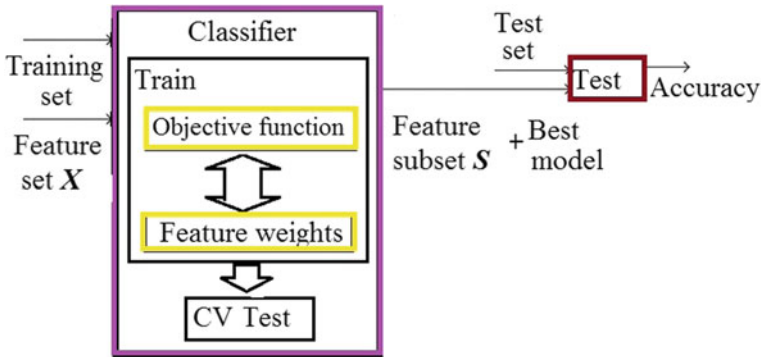 Classifier
Training
set
Feature
set X
Train
Objective function
Feature weights
CV Test
Feature
subset S
+ Best
model
Test
set
Test
Accuracy